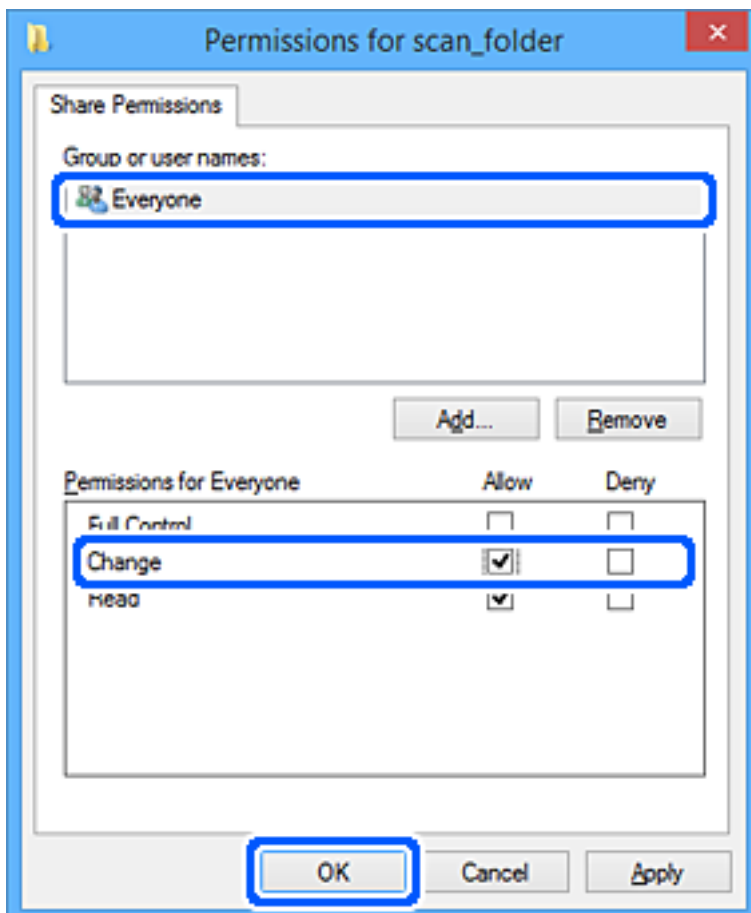 Permissions for scan_folder
Share Permissions
Group or user names:
Everyone
Add... Remove
Permissions for Everyone Allow Deny
Full Control
Change
Read
OK Cancel Apply